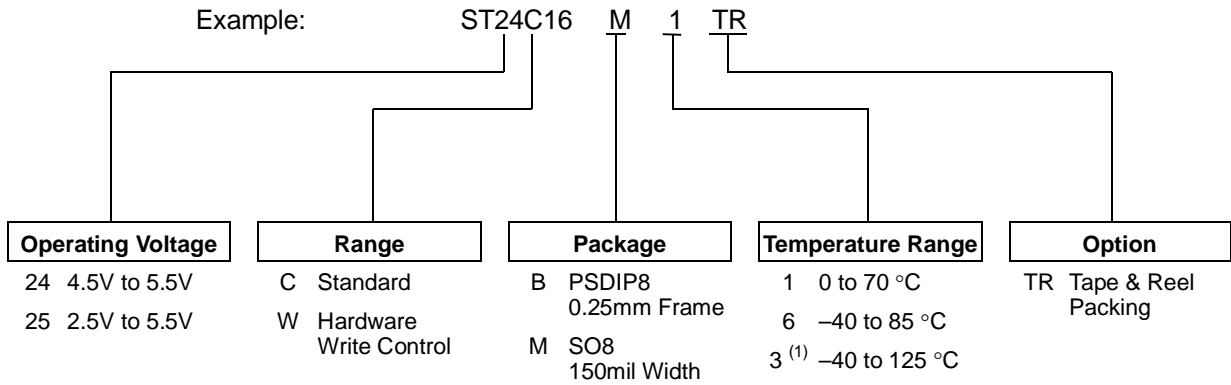 Example: ST24C16 M 1 TR
Operating Voltage
24 4.5V to 5.5V
25 2.5V to 5.5V
Range
C Standard
W Hardware
Write Control
Package
B PSDIP8
0.25mm Frame
M SO8
150mil Width
Temperature Range
1 0 to 70 °C
6 –40 to 85 °C
3 (1) –40 to 125 °C
Option
TR Tape & Reel
Packing